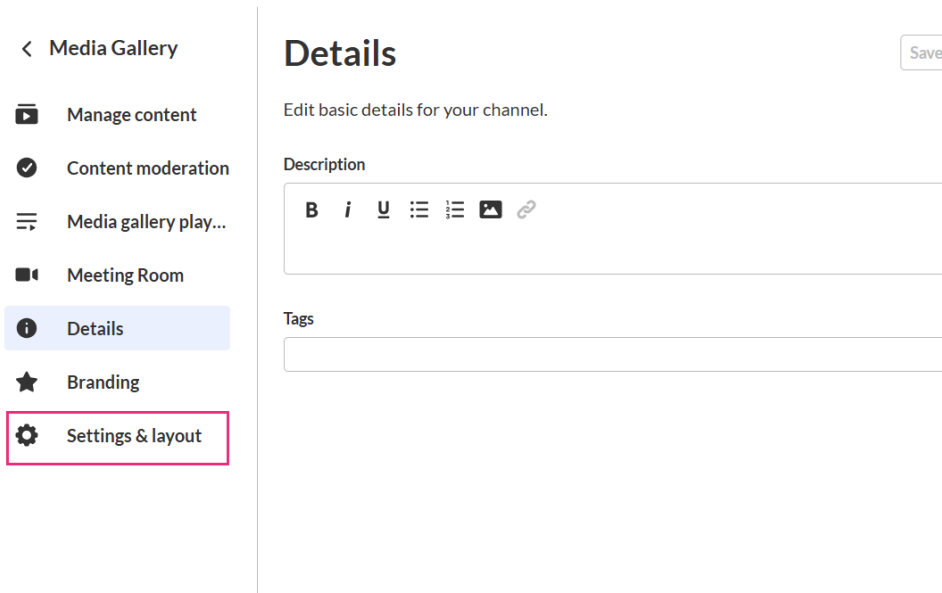 Media Gallery
Manage content
Content moderation
Media gallery play...
Meeting Room
Details
Branding
Settings & layout
Details
Save
Edit basic details for your channel.
Description
B i U
Tags